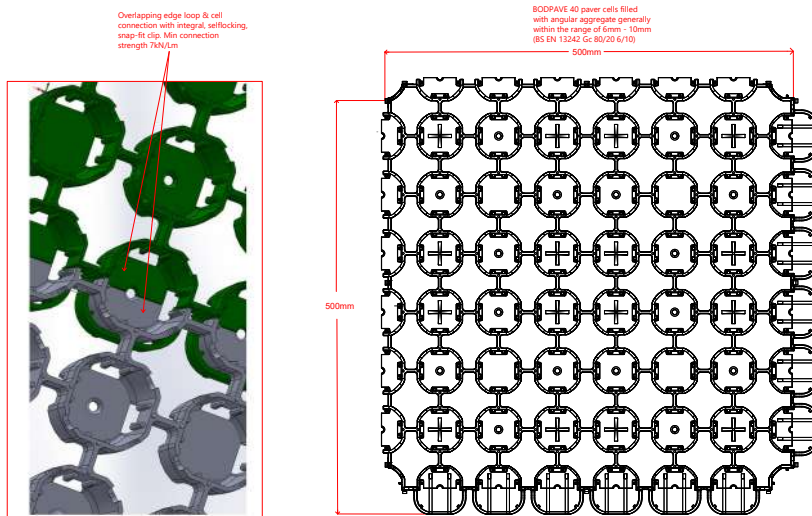 Overlapping edge loop & cell
connection with integral, selflocking,
snap-fit clip. Min connection
strength 7kN/Lm
BODPAVE 40 paver cells filled
with angular aggregate generally
within the range of 6mm - 10mm
(BS EN 13242 Gc 80/20 6/10)
500mm
500mm